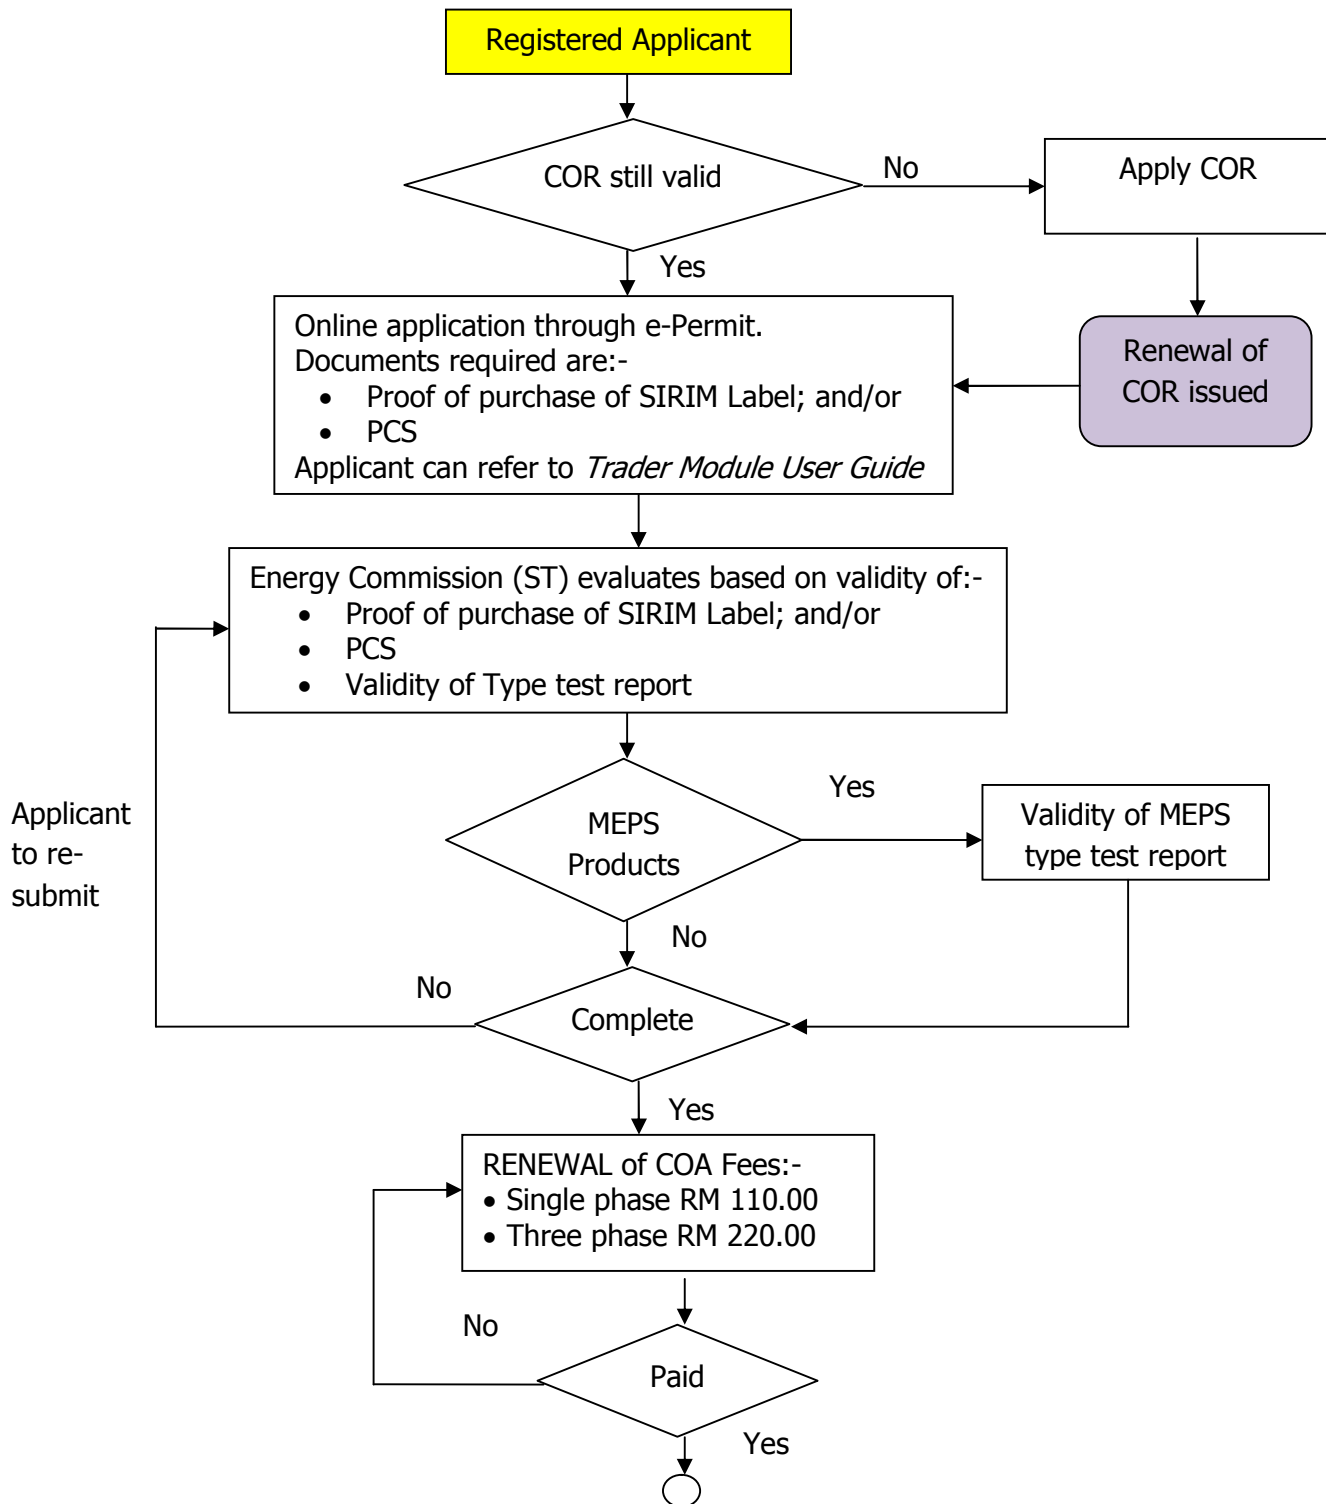 Registered Applicant
COR still valid
No
Apply COR
Yes
Online application through e-Permit.
Documents required are:-
• Proof of purchase of SIRIM Label; and/or
• PCS
Applicant can refer to Trader Module User Guide
Renewal of
COR issued
Energy Commission (ST) evaluates based on validity of:-
• Proof of purchase of SIRIM Label; and/or
• PCS
• Validity of Type test report
Applicant
to re-
submit
MEPS
Products
Yes
Validity of MEPS
type test report
No
No
Complete
Yes
RENEWAL of COA Fees:-
• Single phase RM 110.00
• Three phase RM 220.00
No
Paid
Yes